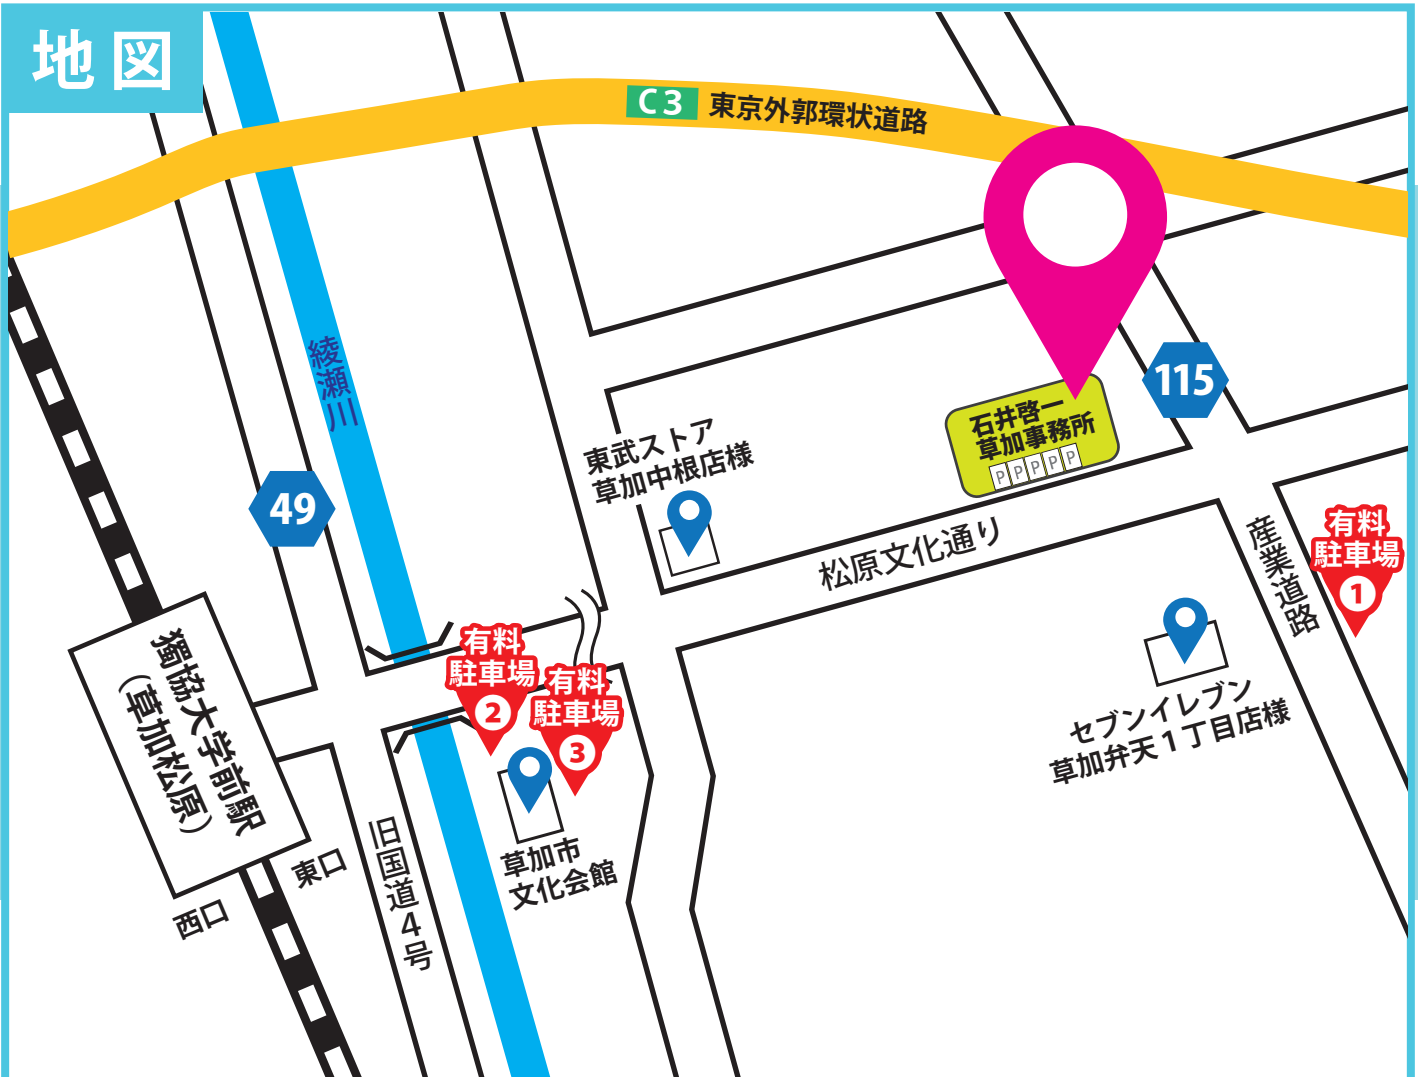 地図
C3 東京外郭環状道路
綾瀬川
115
石井啓一
草加事務所
P P P P P
東武ストア
草加中根店様
49
松原文化通り
産業道路
有料
駐車場
1
有料
駐車場
2
有料
駐車場
3
獨協大学前駅
(草加松原)
セブンイレブン
草加弁天1丁目店様
旧国道4号
草加市
文化会館
東口
西口